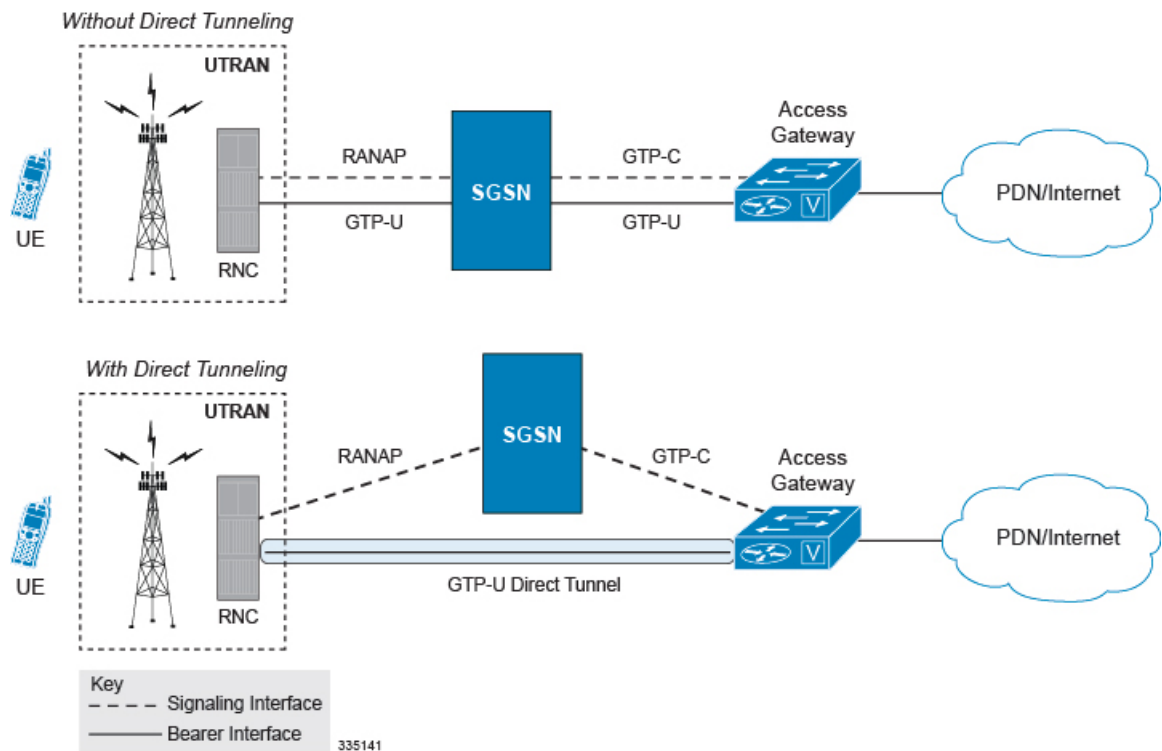 Without Direct Tunneling
UTRAN
UE
RNC
RANAP
GTP-U
SGSN
GTP-C
GTP-U
Access
Gateway
V
PDN/Internet
With Direct Tunneling
UTRAN
UE
RNC
RANAP
SGSN
GTP-C
GTP-U Direct Tunnel
Access
Gateway
V
PDN/Internet
Key
Signaling Interface
Bearer Interface
335141